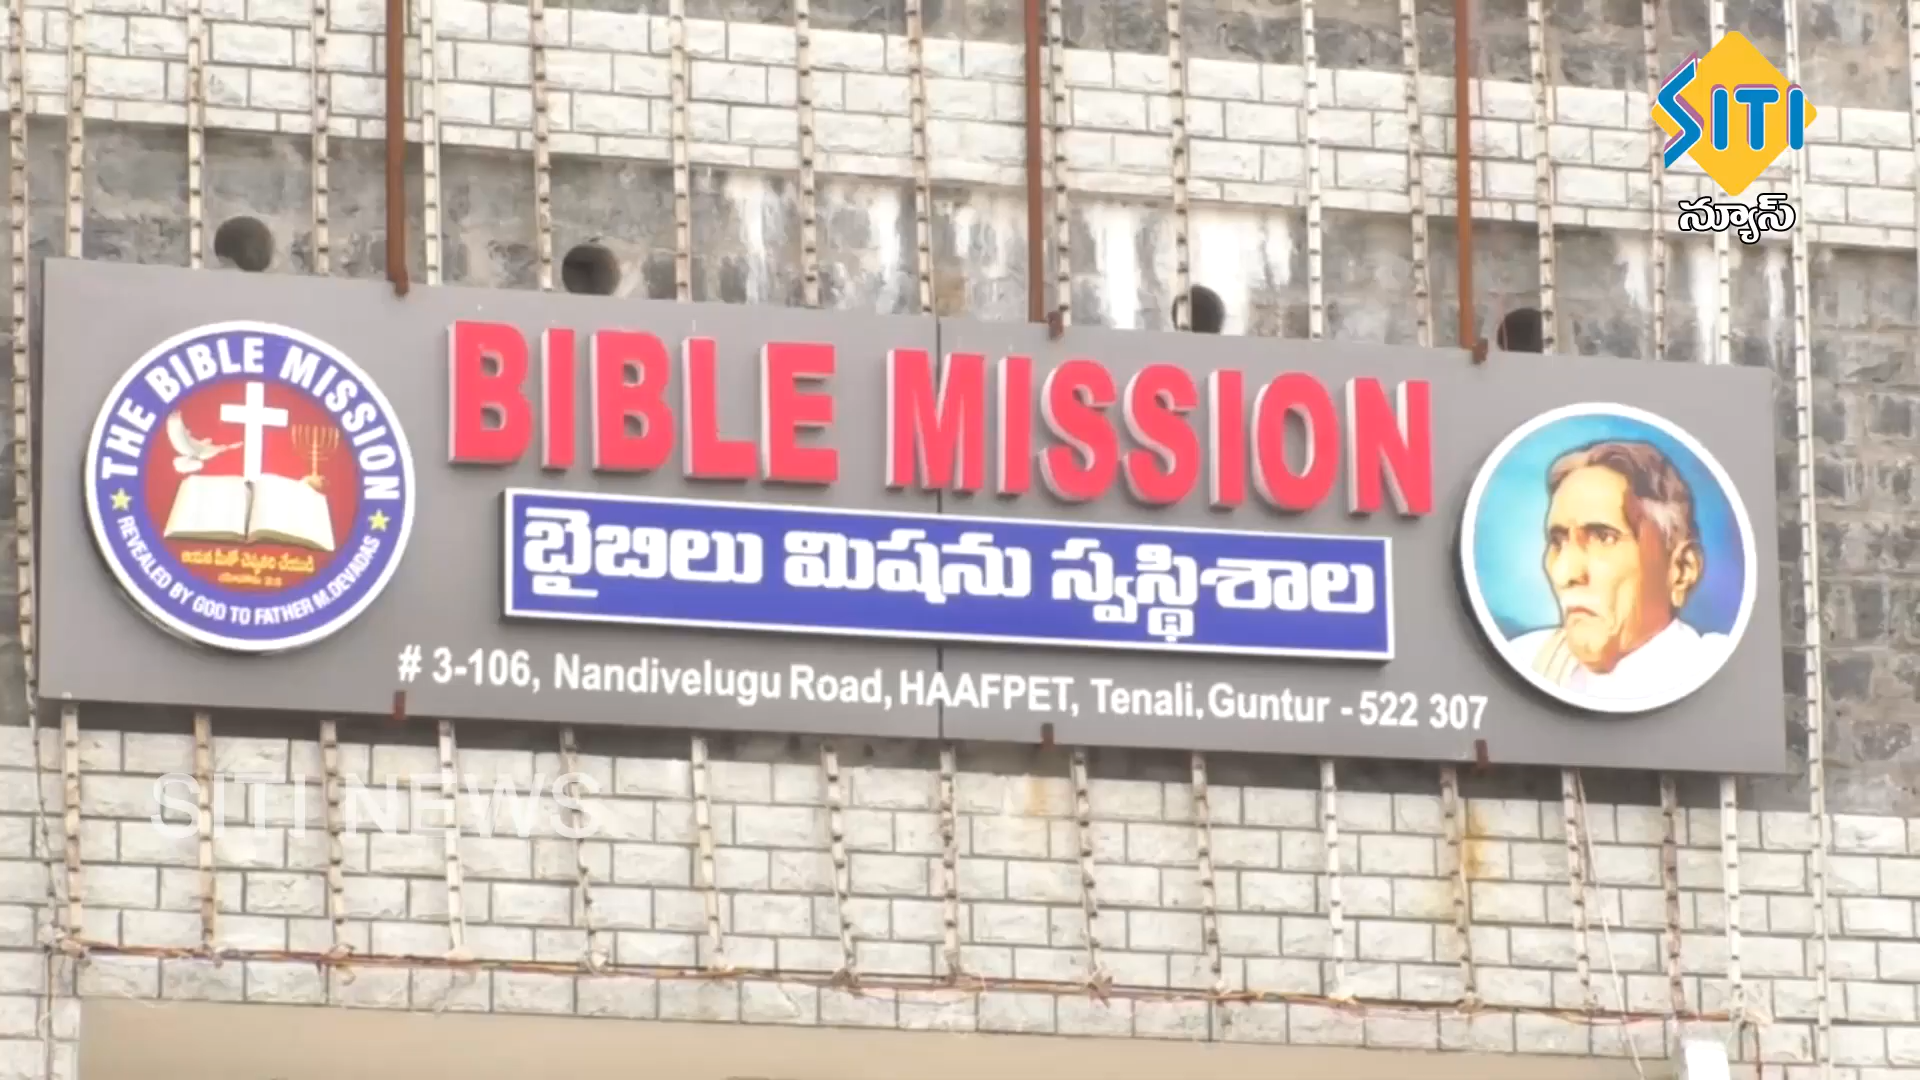 SITI
న్యూస్
THE BIBLE MISSION
REVEALED BY GOD TO FATHER M.DEVADAS
BIBLE MISSION
బైబిలు మిషను స్వస్థిశాల
# 3-106, Nandivelugu Road, HAAFPET, Tenali, Guntur - 522 307
SITI NEWS